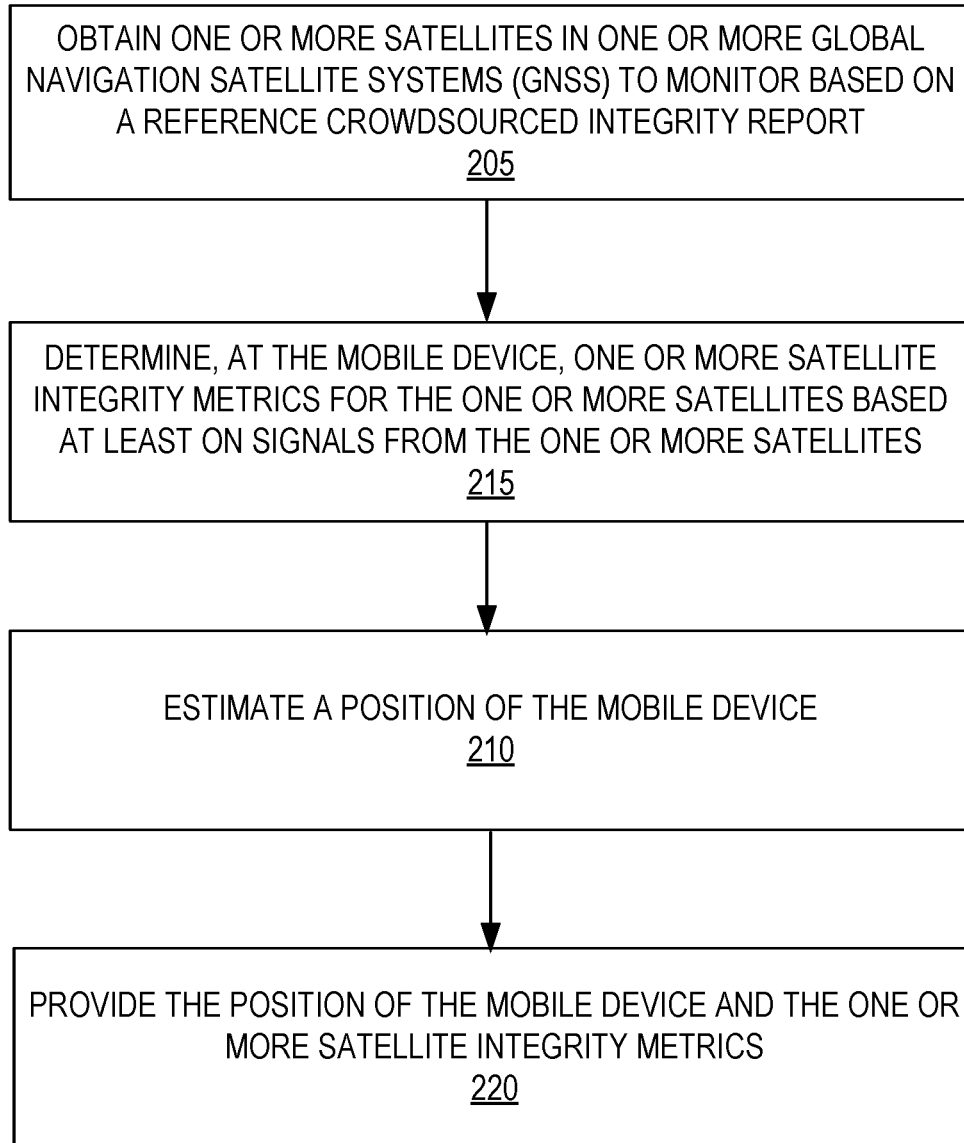 OBTAIN ONE OR MORE SATELLITES IN ONE OR MORE GLOBAL
NAVIGATION SATELLITE SYSTEMS (GNSS) TO MONITOR BASED ON
A REFERENCE CROWDSOURCED INTEGRITY REPORT
205
DETERMINE, AT THE MOBILE DEVICE, ONE OR MORE SATELLITE
INTEGRITY METRICS FOR THE ONE OR MORE SATELLITES BASED
AT LEAST ON SIGNALS FROM THE ONE OR MORE SATELLITES
215
ESTIMATE A POSITION OF THE MOBILE DEVICE
210
PROVIDE THE POSITION OF THE MOBILE DEVICE AND THE ONE OR
MORE SATELLITE INTEGRITY METRICS
220